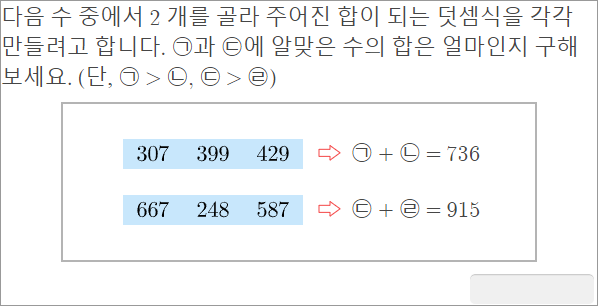 다음 수 중에서 2 개를 골라 주어진 합이 되는 덧셈식을 각각
만들려고 합니다. ㉠과 ㉢에 알맞은 수의 합은 얼마인지 구해
보세요. (단, ㉠ > ㉡, ㉢ > ㉣)
307 399 429 ⇨ ㉠ + ㉡ = 736
667 248 587 ⇨ ㉢ + ㉣ = 915